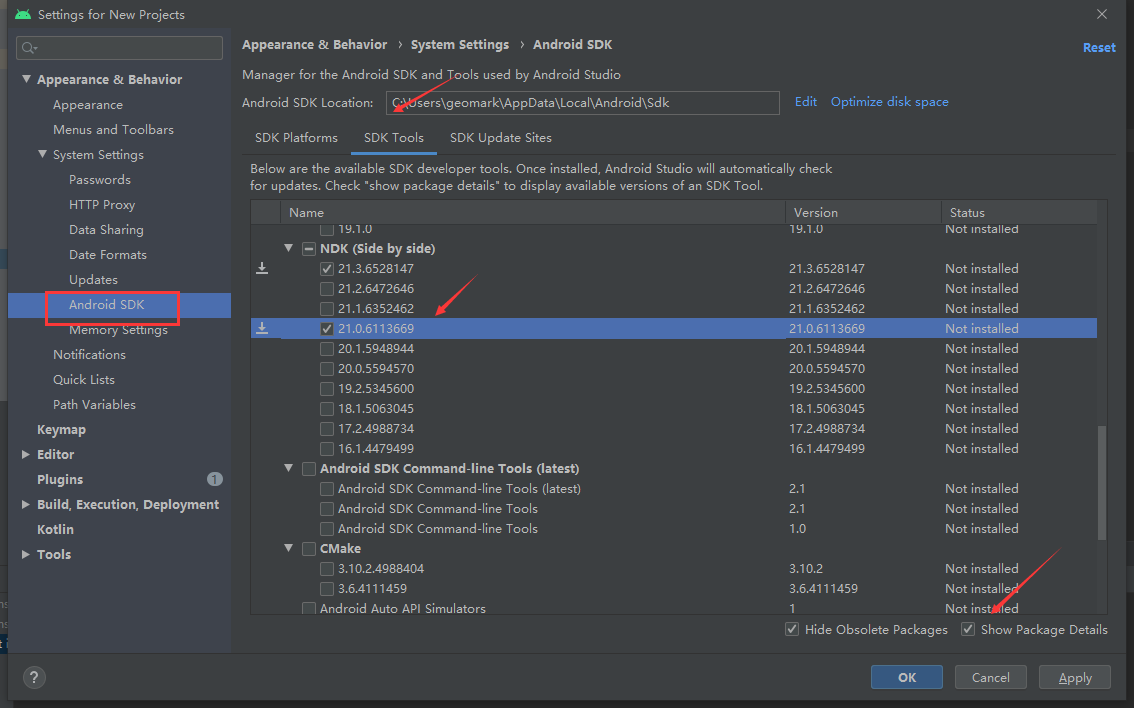 Settings for New Projects
Appearance & Behavior
Appearance
Menus and Toolbars
System Settings
Passwords
HTTP Proxy
Data Sharing
Date Formats
Updates
Android SDK
Memory Settings
Notifications
Quick Lists
Path Variables
Keymap
Editor
Plugins 1
Build, Execution, Deployment
Kotlin
Tools
Appearance & Behavior › System Settings › Android SDK
Reset
Manager for the Android SDK and Tools used by Android Studio
Android SDK Location: C:\Users\geomark\AppData\Local\Android\Sdk Edit Optimize disk space
SDK Platforms SDK Tools SDK Update Sites
Below are the available SDK developer tools. Once installed, Android Studio will automatically check
for updates. Check "show package details" to display available versions of an SDK Tool.
Name Version Status
19.1.0 19.1.0 Not installed
NDK (Side by side)
21.3.6528147 21.3.6528147 Not installed
21.2.6472646 21.2.6472646 Not installed
21.1.6352462 21.1.6352462 Not installed
21.0.6113669 21.0.6113669 Not installed
20.1.5948944 20.1.5948944 Not installed
20.0.5594570 20.0.5594570 Not installed
19.2.5345600 19.2.5345600 Not installed
18.1.5063045 18.1.5063045 Not installed
17.2.4988734 17.2.4988734 Not installed
16.1.4479499 16.1.4479499 Not installed
Android SDK Command-line Tools (latest)
Android SDK Command-line Tools (latest) 2.1 Not installed
Android SDK Command-line Tools 2.1 Not installed
Android SDK Command-line Tools 1.0 Not installed
CMake
3.10.2.4988404 3.10.2 Not installed
3.6.4111459 3.6.4111459 Not installed
Android Auto API Simulators 1 Not installed
Hide Obsolete Packages Show Package Details
? OK Cancel Apply